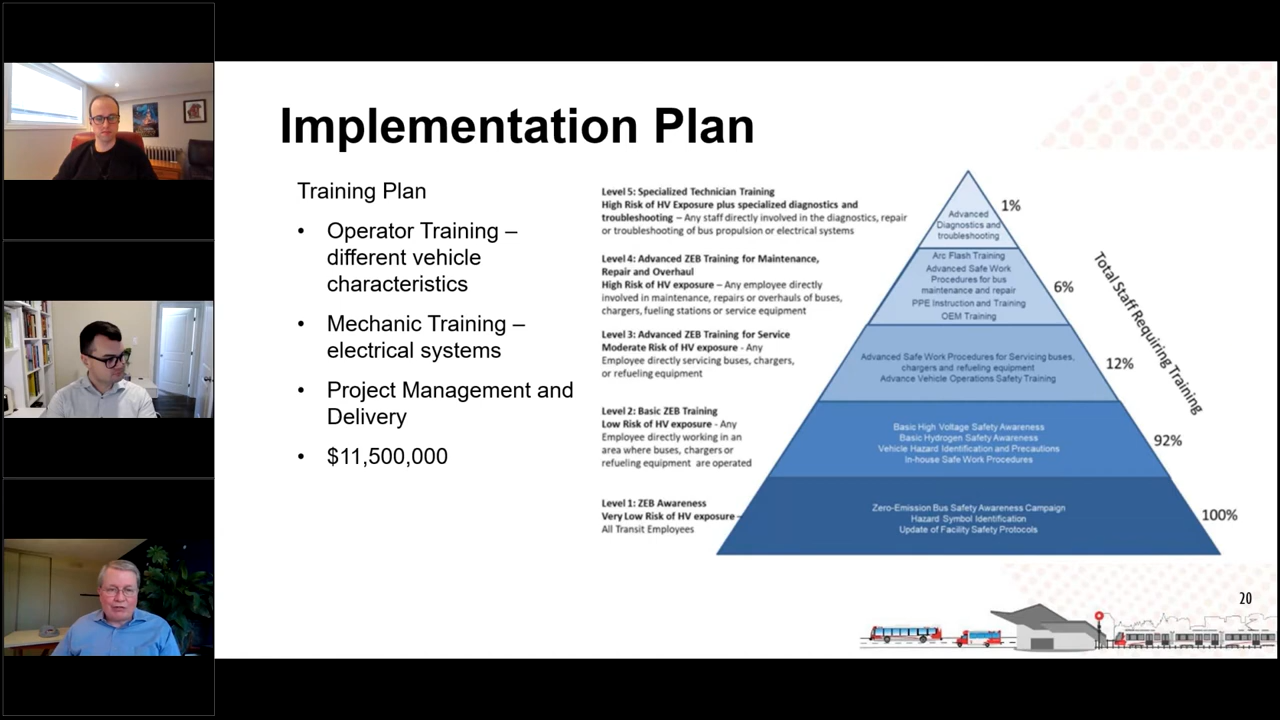 Implementation Plan
Training Plan
• Operator Training –
different vehicle
characteristics
• Mechanic Training –
electrical systems
• Project Management and
Delivery
• $11,500,000
Level 5: Specialized Technician Training
High Risk of HV Exposure plus specialized diagnostics and
troubleshooting – Any staff directly involved in the diagnostics, repair
or troubleshooting of bus propulsion or electrical systems
Level 4: Advanced ZEB Training for Maintenance,
Repair and Overhaul
High Risk of HV exposure – Any employee directly
involved in maintenance, repairs or overhauls of buses,
chargers, fueling stations or service equipment
Level 3: Advanced ZEB Training for Service
Moderate Risk of HV exposure - Any
Employee directly servicing buses, chargers,
or refueling equipment
Level 2: Basic ZEB Training
Low Risk of HV exposure - Any
Employee directly working in an
area where buses, chargers or
refueling equipment are operated
Level 1: ZEB Awareness
Very Low Risk of HV exposure –
All Transit Employees
Advanced
Diagnostics and
troubleshooting
1%
Arc Flash Training
Advanced Safe Work
Procedures for bus
maintenance and repair
PPE Instruction and Training
OEM Training
6%
Advanced Safe Work Procedures for Servicing buses,
chargers and refueling equipment
Advance Vehicle Operations Safety Training
12%
Basic High Voltage Safety Awareness
Basic Hydrogen Safety Awareness
Vehicle Hazard Identification and Precautions
In-house Safe Work Procedures
92%
Zero-Emission Bus Safety Awareness Campaign
Hazard Symbol Identification
Update of Facility Safety Protocols
100%
Total Staff Requiring Training
20